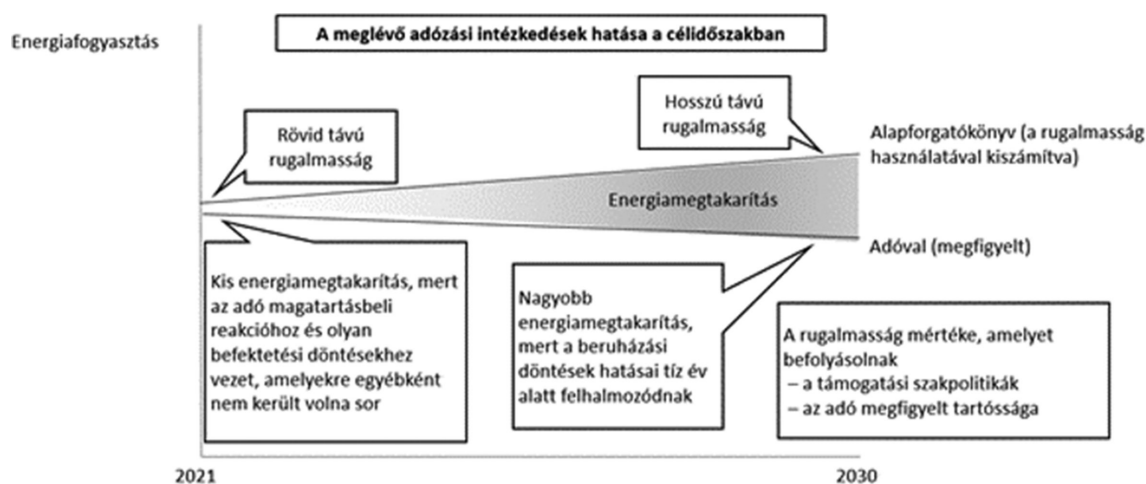 A meglévő adózási intézkedések hatása a célidőszakban
Energiafogyasztás
Rövid távú
rugalmasság
Hosszú távú
rugalmasság
Alapforgatókönyv (a rugalmasság
használatával kiszámítva)
Energiamegtakarítás
Adóval (megfigyelt)
Kis energiamegtakarítás, mert
az adó magatartásbeli
reakcióhoz és olyan
befektetési döntésekhez
vezet, amelyekre egyébként
nem került volna sor
Nagyobb
energiamegtakarítás,
mert a beruházási
döntések hatásai tíz év
alatt felhalmozódnak
A rugalmasság mértéke, amelyet
befolyásolnak
– a támogatási szakpolitikák
– az adó megfigyelt tartóssága
2021
2030